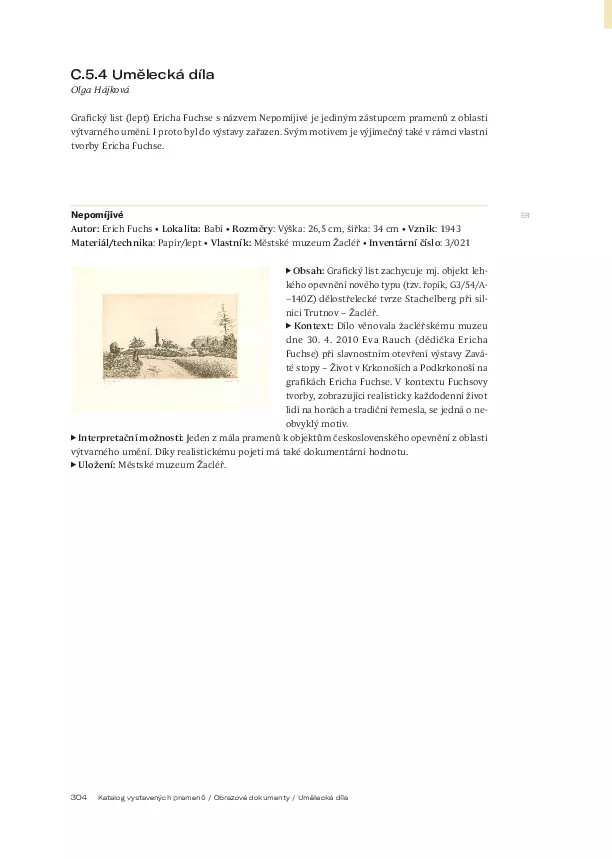 C.5.4 Umělecká díla
Olga Hájková
Grafický list (lept) Ericha Fuchse s názvem Nepomíjivé je jediným zástupcem pramenů z oblasti
výtvarného umění. I proto byl do výstavy zařazen. Svým motivem je výjimečný také v rámci vlastní
tvorby Ericha Fuchse.
Nepomíjivé
ER
Autor: Erich Fuchs • Lokalita: Babí • Rozměry: Výška: 26,5 cm, šířka: 34 cm • Vznik: 1943
Materiál/technika: Papír/lept • Vlastník: Městské muzeum Žacléř • Inventární číslo: 3/021
▶ Obsah: Grafický list zachycuje mj. objekt leh-
kého opevnění nového typu (tzv. řopík, G3/54/A-
–140Z) dělostřelecké tvrze Stachelberg při sil-
nici Trutnov – Žacléř.
▶ Kontext: Dílo věnovala žacléřskému muzeu
dne 30. 4. 2010 Eva Rauch (dědička Ericha
Fuchse) při slavnostním otevření výstavy Zavá-
té stopy – Život v Krkonoších a Podkrkonoší na
grafikách Ericha Fuchse. V kontextu Fuchsovy
tvorby, zobrazující realisticky každodenní život
lidí na horách a tradiční řemesla, se jedná o ne-
obvyklý motiv.
▶ Interpretační možnosti: Jeden z mála pramenů k objektům československého opevnění z oblasti
výtvarného umění. Díky realistickému pojetí má také dokumentární hodnotu.
▶ Uložení: Městské muzeum Žacléř.
304 Katalog vystavených pramenů / Obrazové dokumenty / Umělecká díla